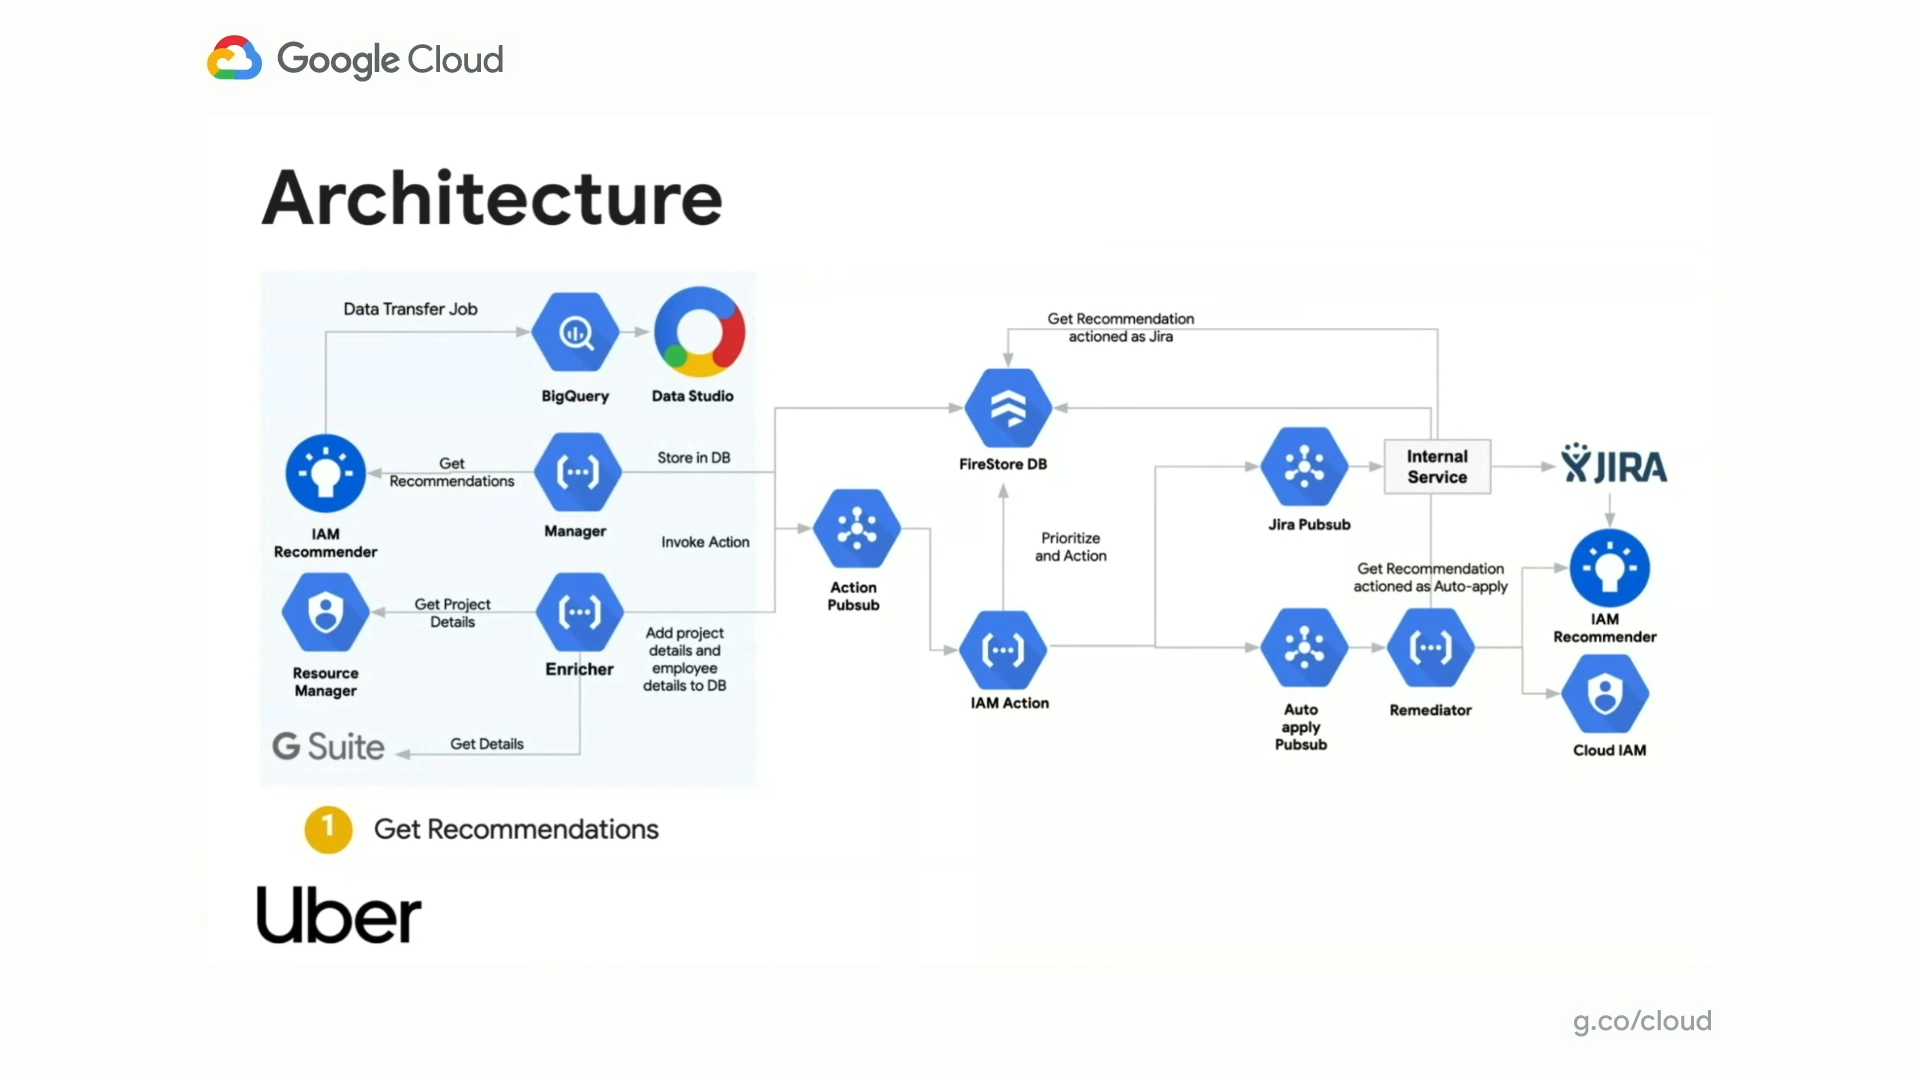 Google Cloud
Architecture
Data Transfer Job
BigQuery
Data Studio
Get
Recommendations
Store in DB
IAM
Recommender
Manager
Invoke Action
Get Project
Details
Resource
Manager
Enricher
Add project
details and
employee
details to DB
G Suite
Get Details
Action
Pubsub
Get Recommendation
actioned as Jira
FireStore DB
Prioritize
and Action
IAM Action
Jira Pubsub
Internal
Service
JIRA
Get Recommendation
actioned as Auto-apply
IAM
Recommender
Auto
apply
Pubsub
Remediator
Cloud IAM
1 Get Recommendations
Uber
g.co/cloud